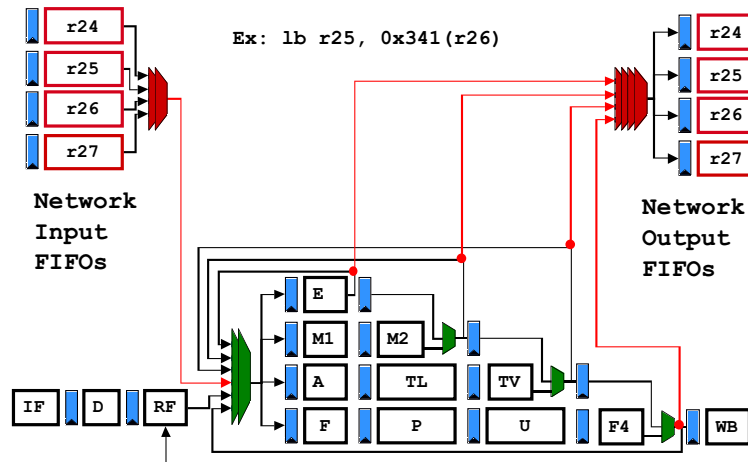 Ex: lb r25, 0x341(r26)
r24
r25
r26
r27
Network
Input
FIFOs
r24
r25
r26
r27
Network
Output
FIFOs
E
M1
M2
A
TL
TV
IF
D
RF
F
P
U
F4
WB